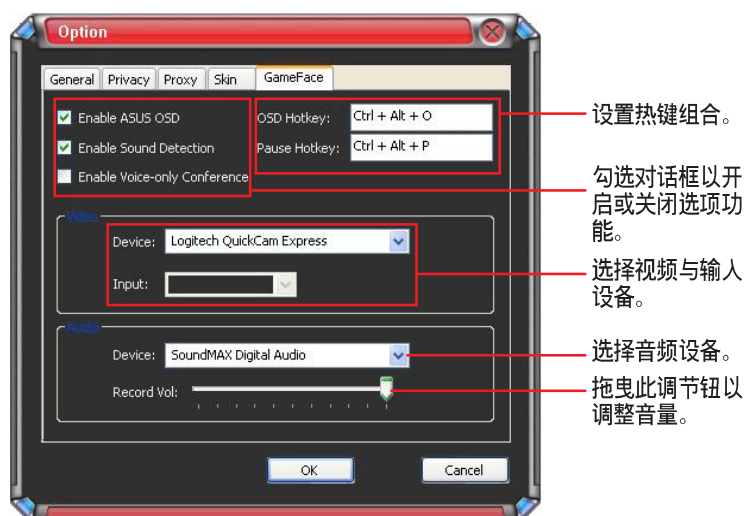 Option
General Privacy Proxy Skin GameFace
Enable ASUS OSD
Enable Sound Detection
Enable Voice-only Conference
OSD Hotkey: Ctrl + Alt + O
Pause Hotkey: Ctrl + Alt + P
Video
Device: Logitech QuickCam Express
Input:
Audio
Device: SoundMAX Digital Audio
Record Vol:
OK Cancel
设置热键组合。
勾选对话框以开
启或关闭选项功
能。
选择视频与输入
设备。
选择音频设备。
拖曳此调节钮以
调整音量。